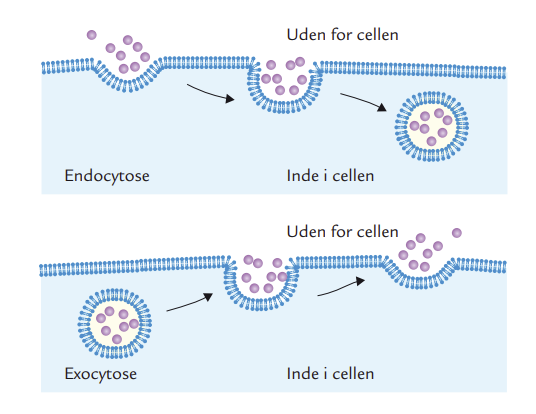 Uden for cellen
Endocytose
Inde i cellen
Uden for cellen
Exocytose
Inde i cellen